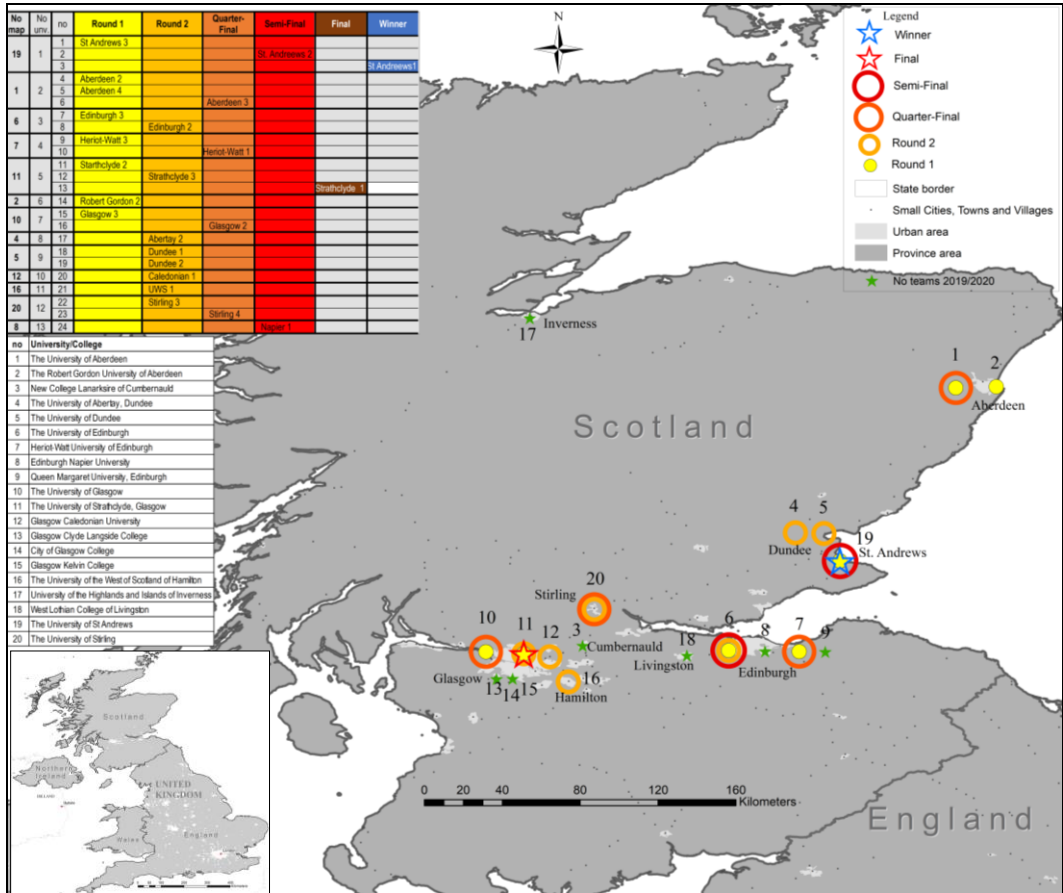 No map No unv. no Round 1 Round 2 Quarter-Final Semi-Final Final Winner
19 1 1 St Andrews 3
2 St. Andreews 2
3 St Andreews1
1 2 4 Aberdeen 2
5 Aberdeen 4
6 Aberdeen 3
6 3 7 Edinburgh 3
8 Edinburgh 2
7 4 9 Heriot-Watt 3
10 Heriot-Watt 1
11 5 11 Starthclyde 2
12 Strathclyde 3
13 Strathclyde 1
2 6 14 Robert Gordon 2
10 7 15 Glasgow 3
16 Glasgow 2
4 8 17 Abertay 2
5 9 18 Dundee 1
19 Dundee 2
12 10 20 Caledonian 1
16 11 21 UWS 1
20 12 22 Stirling 3
23 Stirling 4
8 13 24 Napier 1
no University/College
1 The University of Aberdeen
2 The Robert Gordon University of Aberdeen
3 New College Lanarksire of Cumbernauld
4 The University of Abertay, Dundee
5 The University of Dundee
6 The University of Edinburgh
7 Heriot-Watt University of Edinburgh
8 Edinburgh Napier University
9 Queen Margaret University, Edinburgh
10 The University of Glasgow
11 The University of Strathclyde, Glasgow
12 Glasgow Caledonian University
13 Glasgow Clyde Langside College
14 City of Glasgow College
15 Glasgow Kelvin College
16 The University of the West of Scotland of Hamilton
17 University of the Highlands and Islands of Inverness
18 West Lothian College of Livingston
19 The University of St Andrews
20 The University of Stirling
N
Legend
Winner
Final
Semi-Final
Quarter-Final
Round 2
Round 1
State border
Small Cities, Towns and Villages
Urban area
Province area
No teams 2019/2020
17 Inverness
1 2
Aberdeen
Scotland
4 5
Dundee
19
St. Andrews
20
Stirling
10 11 12 3
Cumbernauld
18 6 8 7 9
Livingston
Edinburgh
Glasgow
13 14 15 16
Hamilton
0 10 20 40 60 80 100 120 140 160
Kilometers
England
Scotland
Northern
Ireland
UNITED
KINGDOM
Wales
England